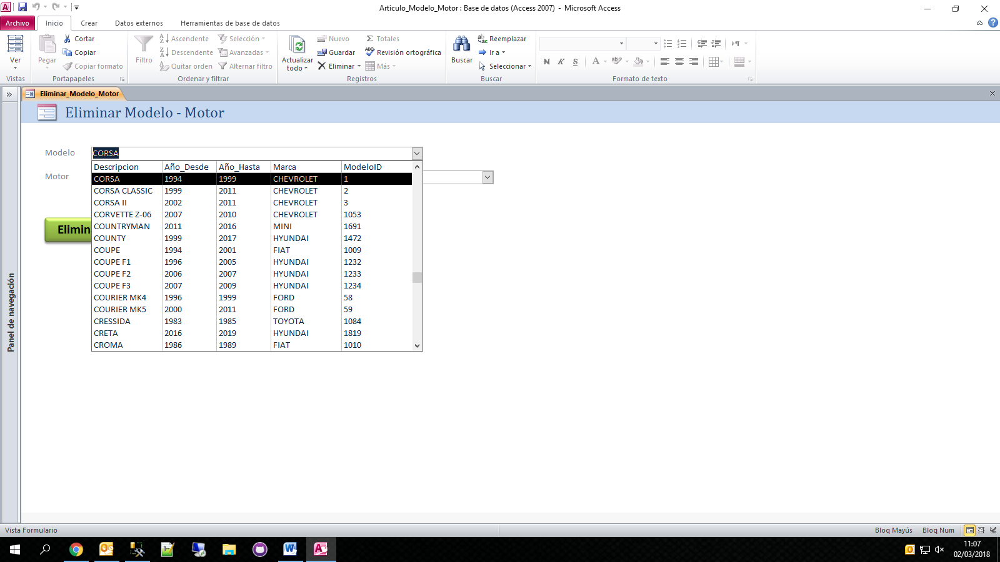 Articulo_Modelo_Motor : Base de datos (Access 2007) - Microsoft Access
Archivo Inicio Crear Datos externos Herramientas de base de datos
Ver
Vistas
Pegar
Cortar
Copiar
Copiar formato
Portapapeles
Filtro
Ascendente
Descendente
Quitar orden
Selección
Avanzadas
Alternar filtro
Ordenar y filtrar
Actualizar
todo
Nuevo
Guardar
Eliminar
Totales
Revisión ortográfica
Más
Registros
Buscar
Reemplazar
Ir a
Seleccionar
Buscar
N K S
Formato de texto
Eliminar_Modelo_Motor
Eliminar Modelo - Motor
Panel de navegación
Modelo CORSA
Motor
Elimin
Descripcion Año_Desde Año_Hasta Marca ModeloID
CORSA 1994 1999 CHEVROLET 1
CORSA CLASSIC 1999 2011 CHEVROLET 2
CORSA II 2002 2011 CHEVROLET 3
CORVETTE Z-06 2007 2010 CHEVROLET 1053
COUNTRYMAN 2011 2016 MINI 1691
COUNTY 1999 2017 HYUNDAI 1472
COUPE 1994 2001 FIAT 1009
COUPE F1 1996 2005 HYUNDAI 1232
COUPE F2 2006 2007 HYUNDAI 1233
COUPE F3 2007 2009 HYUNDAI 1234
COURIER MK4 1996 1999 FORD 58
COURIER MK5 2000 2011 FORD 59
CRESSIDA 1983 1985 TOYOTA 1084
CRETA 2016 2019 HYUNDAI 1819
CROMA 1986 1989 FIAT 1010
Vista Formulario
Bloq Mayús Bloq Num
11:07
02/03/2018